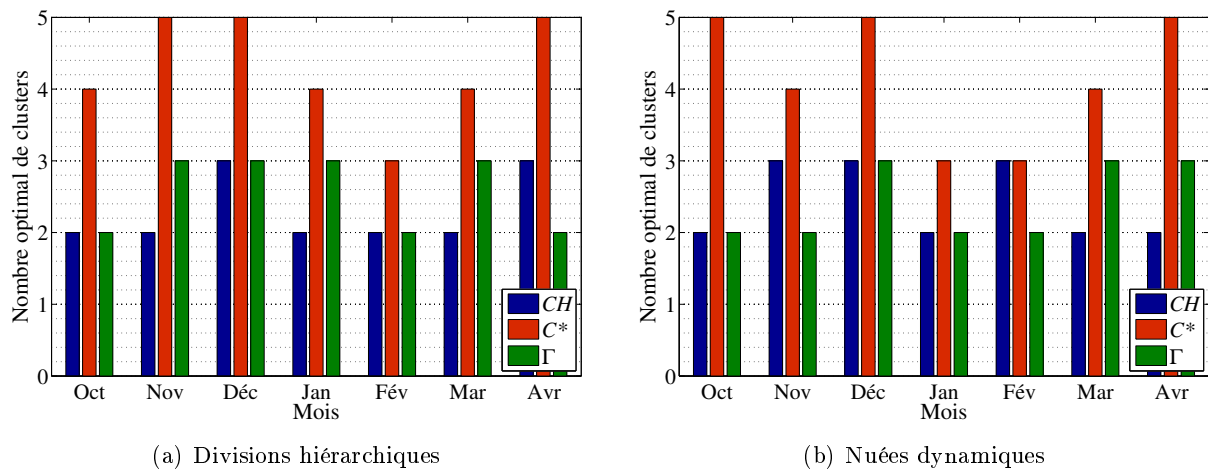 Nombre optimal de clusters
5
4
3
2
1
0
CH
C*
Γ
Oct Nov Déc Jan Fév Mar Avr
Mois
(a) Divisions hiérarchiques
Nombre optimal de clusters
5
4
3
2
1
0
CH
C*
Γ
Oct Nov Déc Jan Fév Mar Avr
Mois
(b) Nuées dynamiques